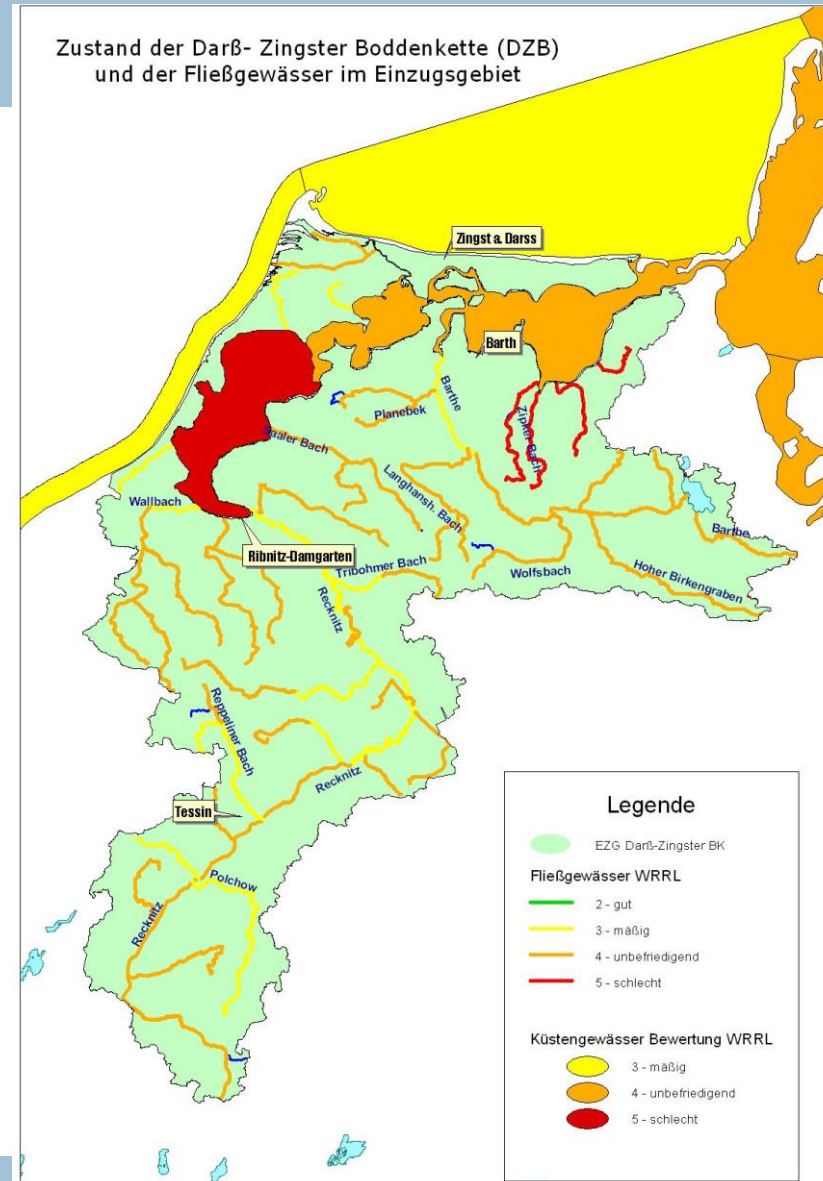 Zustand der Darß- Zingster Boddenkette (DZB)
und der Fließgewässer im Einzugsgebiet
Zingst a. Darss
Barth
Barthe
Planebek
Zipker Bach
Saaler Bach
Langhansh. Bach
Wallbach
Ribnitz-Damgarten
Barthe
Tribohmer Bach
Wolfsbach
Hoher Birkengraben
Recknitz
Reppeliner Bach
Recknitz
Tessin
Polchow
Recknitz
Legende
EZG Darß-Zingster BK
Fließgewässer WRRL
2 - gut
3 - mäßig
4 - unbefriedigend
5 - schlecht
Küstengewässer Bewertung WRRL
3 - mäßig
4 - unbefriedigend
5 - schlecht